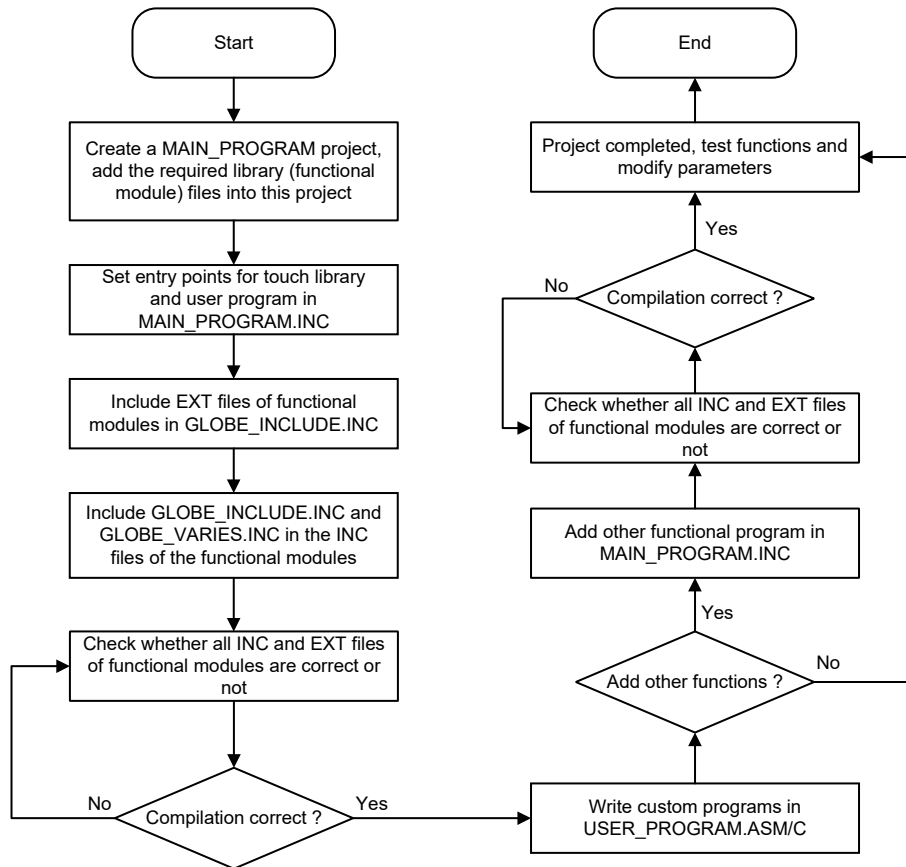 Start
Create a MAIN_PROGRAM project,
add the required library (functional
module) files into this project
Set entry points for touch library
and user program in
MAIN_PROGRAM.INC
Include EXT files of functional
modules in GLOBE_INCLUDE.INC
Include GLOBE_INCLUDE.INC and
GLOBE_VARIES.INC in the INC
files of the functional modules
Check whether all INC and EXT files
of functional modules are correct or
not
Compilation correct ?
No
Yes
Write custom programs in
USER_PROGRAM.ASM/C
Add other functions ?
No
Yes
Add other functional program in
MAIN_PROGRAM.INC
Check whether all INC and EXT files
of functional modules are correct or
not
Compilation correct ?
No
Yes
Project completed, test functions and
modify parameters
End